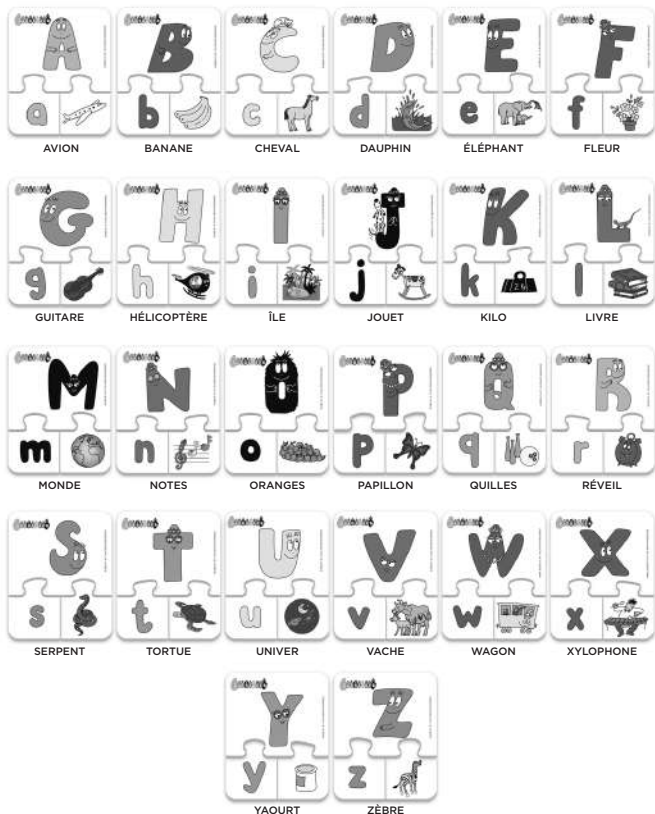 A B C D E F
a b c d e f
AVION BANANE CHEVAL DAUPHIN ÉLÉPHANT FLEUR
G H I J K L
g h i j k l
GUITARE HÉLICOPTÈRE ÎLE JOUET KILO LIVRE
M N O P Q R
m n o p q r
MONDE NOTES ORANGES PAPILLON QUILLES RÉVEIL
S T U V W X
s t u v w x
SERPENT TORTUE UNIVER VACHE WAGON XYLOPHONE
Y Z
y z
YAOURT ZÈBRE